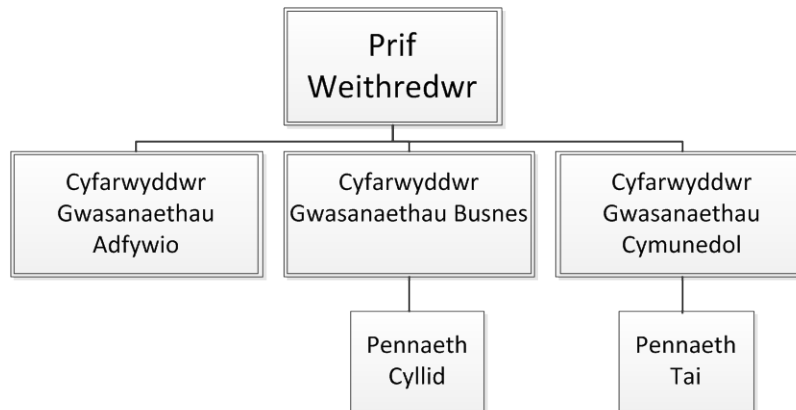 Prif
Weithredwr
Cyfarwyddwr
Gwasanaethau
Adfywio
Cyfarwyddwr
Gwasanaethau Busnes
Cyfarwyddwr
Gwasanaethau
Cymunedol
Pennaeth
Cyllid
Pennaeth
Tai